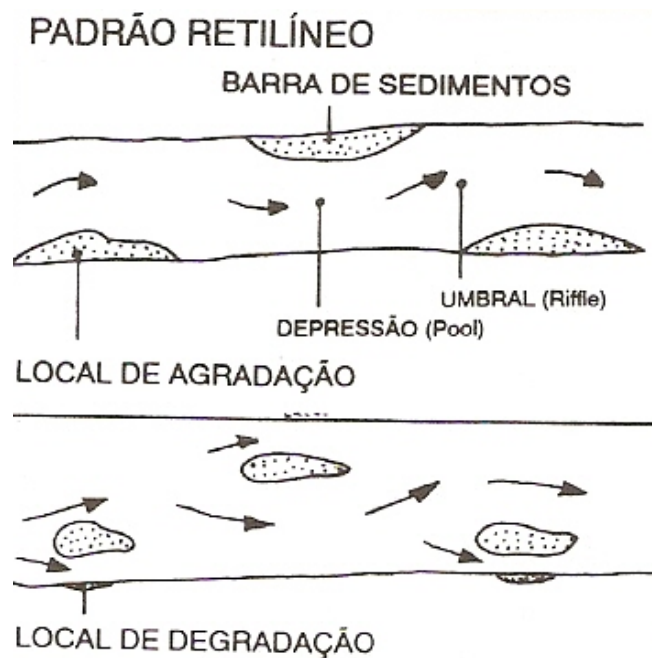 PADRÃO RETILÍNEO
BARRA DE SEDIMENTOS
UMBRAL (Riffle)
DEPRESSÃO (Pool)
LOCAL DE AGRADAÇÃO
LOCAL DE DEGRADAÇÃO